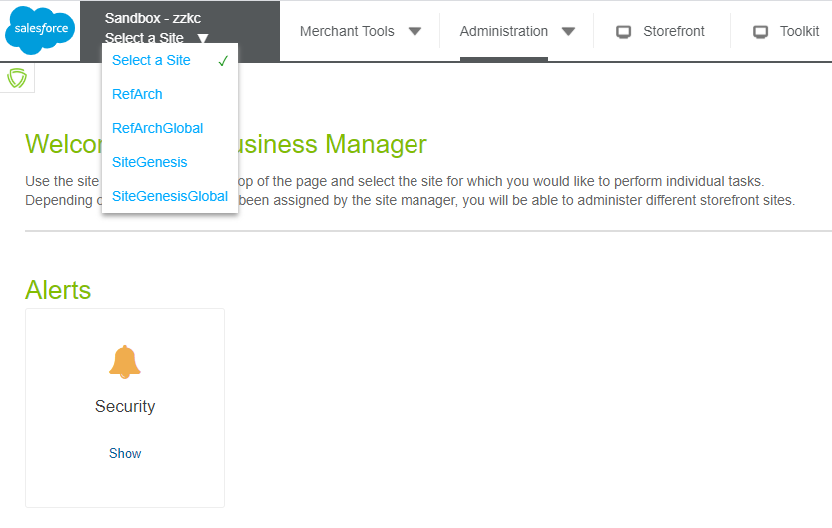 salesforce
Sandbox - zzkc
Select a Site
Merchant Tools
Administration
Storefront
Toolkit
Select a Site
RefArch
RefArchGlobal
SiteGenesis
SiteGenesisGlobal
Welco usiness Manager
Use the site op of the page and select the site for which you would like to perform individual tasks.
Depending been assigned by the site manager, you will be able to administer different storefront sites.
Alerts
Security
Show